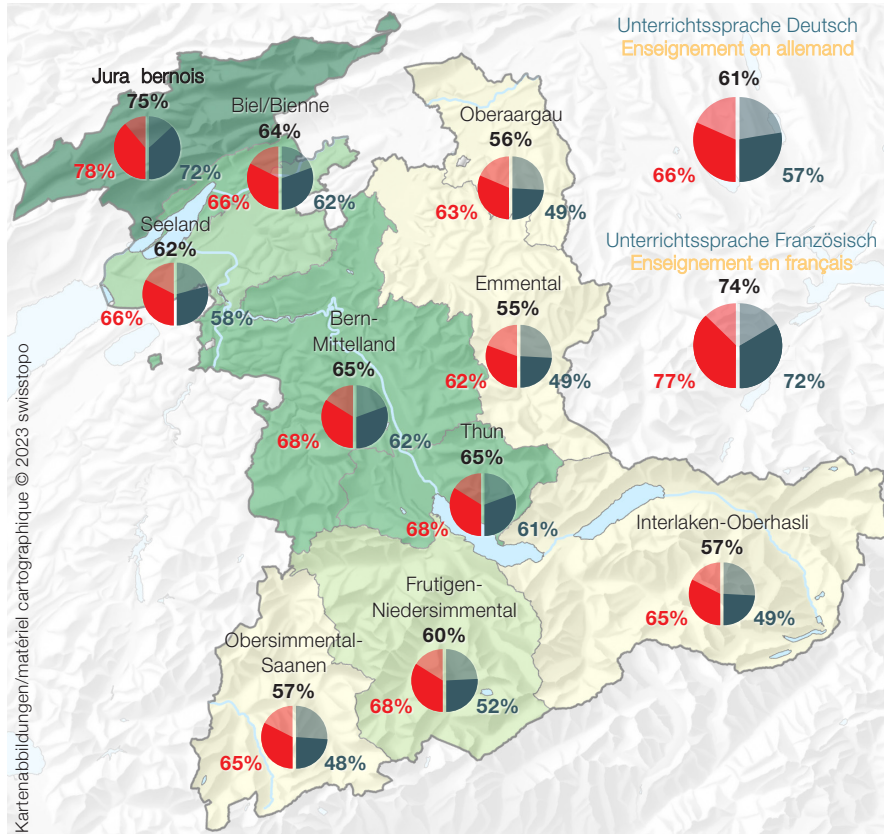 Unterrichtssprache Deutsch
Enseignement en allemand
61%
66%
57%
Jura bernois
75%
78%
72%
Biel/Bienne
64%
66%
62%
Oberaargau
56%
63%
49%
Seeland
62%
66%
58%
Unterrichtssprache Französisch
Enseignement en français
74%
77%
72%
Emmental
55%
62%
49%
Bern-
Mittelland
65%
68%
62%
Thun
65%
68%
61%
Interlaken-Oberhasli
57%
65%
49%
Frutigen-
Niedersimmental
60%
68%
52%
Obersimmental-
Saanen
57%
65%
48%
Kartenabbildungen/matériel cartographique © 2023 swisstopo